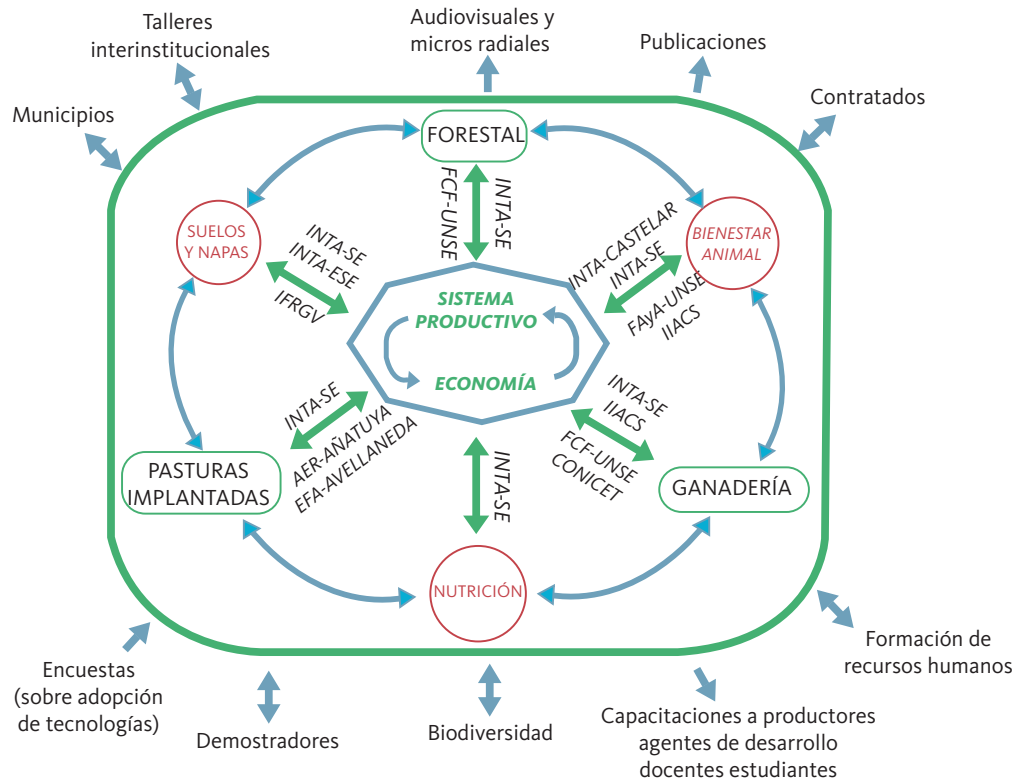 Talleres
interinstitucionales
Audiovisuales y
micros radiales
Publicaciones
Municipios
Contratados
FORESTAL
FCF-UNSE
INTA-SE
SUELOS
Y NAPAS
INTA-SE
INTA-ESE
IFRGV
BIENESTAR
ANIMAL
INTA-CASTELAR
INTA-SE
FAyA-UNSE
IIACS
SISTEMA
PRODUCTIVO
ECONOMÍA
PASTURAS
IMPLANTADAS
INTA-SE
AER-AÑATUYA
EFA-AVELLANEDA
INTA-SE
INTA-SE
IIACS
FCF-UNSE
CONICET
GANADERÍA
NUTRICIÓN
Encuestas
(sobre adopción
de tecnologías)
Demostradores
Biodiversidad
Capacitaciones a productores
agentes de desarrollo
docentes estudiantes
Formación de
recursos humanos